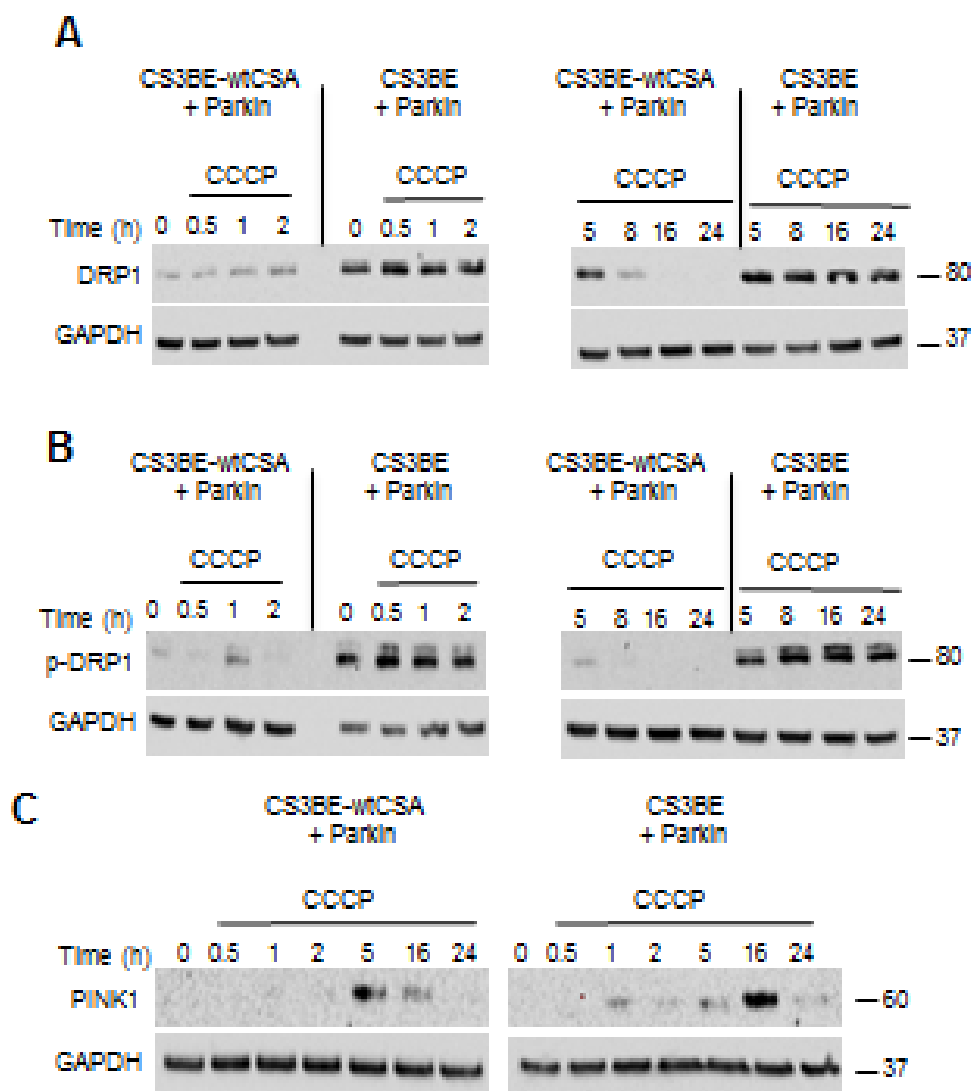 A
CS3BE-wtCSA + Parkin
CS3BE + Parkin
CS3BE-wtCSA + Parkin
CS3BE + Parkin
CCCP
CCCP
CCCP
CCCP
Time (h) 0 0.5 1 2 0 0.5 1 2 5 8 16 24 5 8 16 24
DRP1 80
GAPDH 37
B
CS3BE-wtCSA + Parkin
CS3BE + Parkin
CS3BE-wtCSA + Parkin
CS3BE + Parkin
CCCP
CCCP
CCCP
CCCP
Time (h) 0 0.5 1 2 0 0.5 1 2 5 8 16 24 5 8 16 24
p-DRP1 80
GAPDH 37
C
CS3BE-wtCSA + Parkin
CS3BE + Parkin
CCCP
CCCP
Time (h) 0 0.5 1 2 5 16 24 0 0.5 1 2 5 16 24
PINK1 60
GAPDH 37